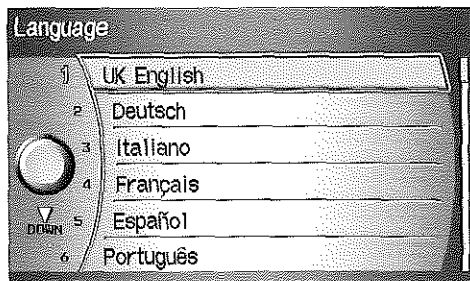 Language
1 UK English
2 Deutsch
3 Italiano
4 Français
DOWN 5 Español
6 Português